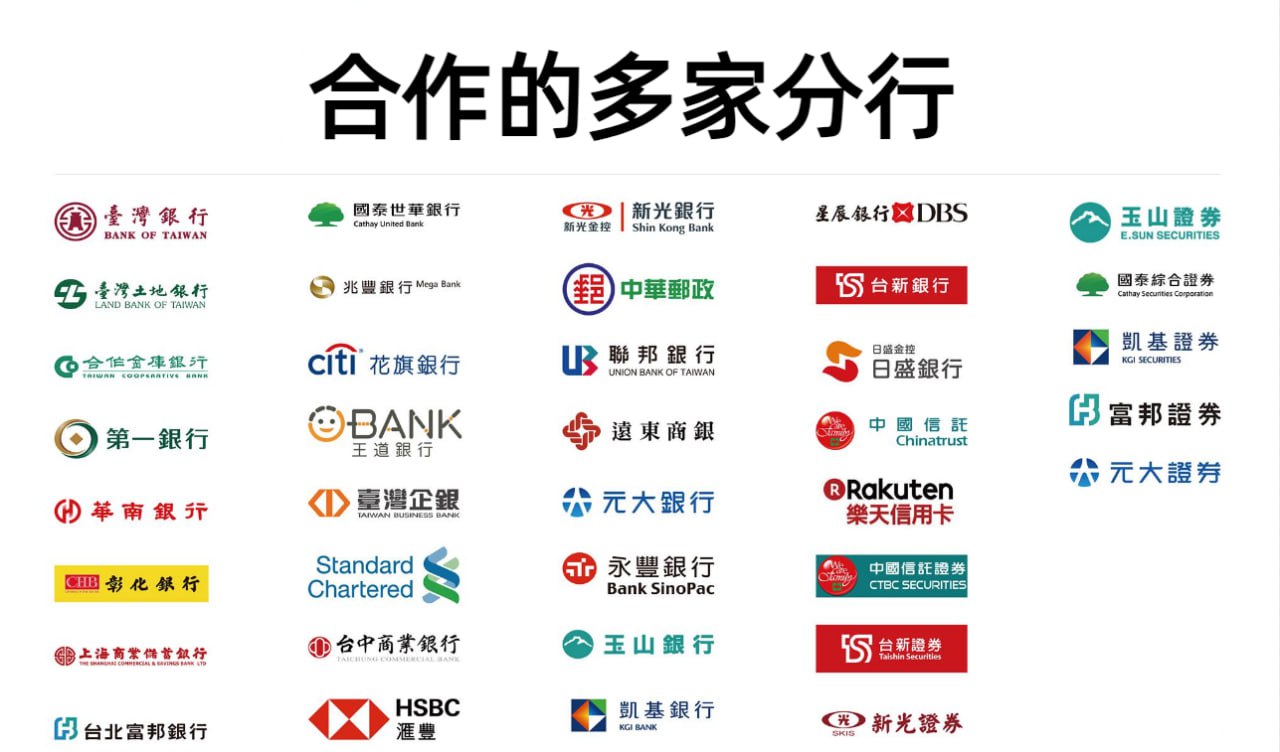 合作的多家分行
臺灣銀行
BANK OF TAIWAN
臺灣土地銀行
LAND BANK OF TAIWAN
合作金庫銀行
TAIWAN COOPERATIVE BANK
第一銀行
華南銀行
CHB 彰化銀行
上海商業儲蓄銀行
THE SHANGHAI COMMERCIAL & SAVINGS BANK LTD
台北富邦銀行
國泰世華銀行
Cathay United Bank
兆豐銀行 Mega Bank
citi 花旗銀行
BANK
王道銀行
臺灣企銀
TAIWAN BUSINESS BANK
Standard
Chartered
台中商業銀行
TAICHUNG COMMERCIAL BANK
HSBC
滙豐
光 新光銀行
新光金控 Shin Kong Bank
郵 中華郵政
聯邦銀行
UNION BANK OF TAIWAN
遠東商銀
元大銀行
永豐銀行
Bank SinoPac
玉山銀行
凱基銀行
KGI BANK
星辰銀行 DBS
台新銀行
日盛金控
日盛銀行
We are Family
中國信託
Chinatrust
R Rakuten
樂天信用卡
We are Family
中國信託證券
CTBC SECURITIES
台新證券
Taishin Securities
光 新光證券
SKIS
玉山證券
E.SUN SECURITIES
國泰綜合證券
Cathay Securities Corporation
凱基證券
KGI SECURITIES
富邦證券
元大證券